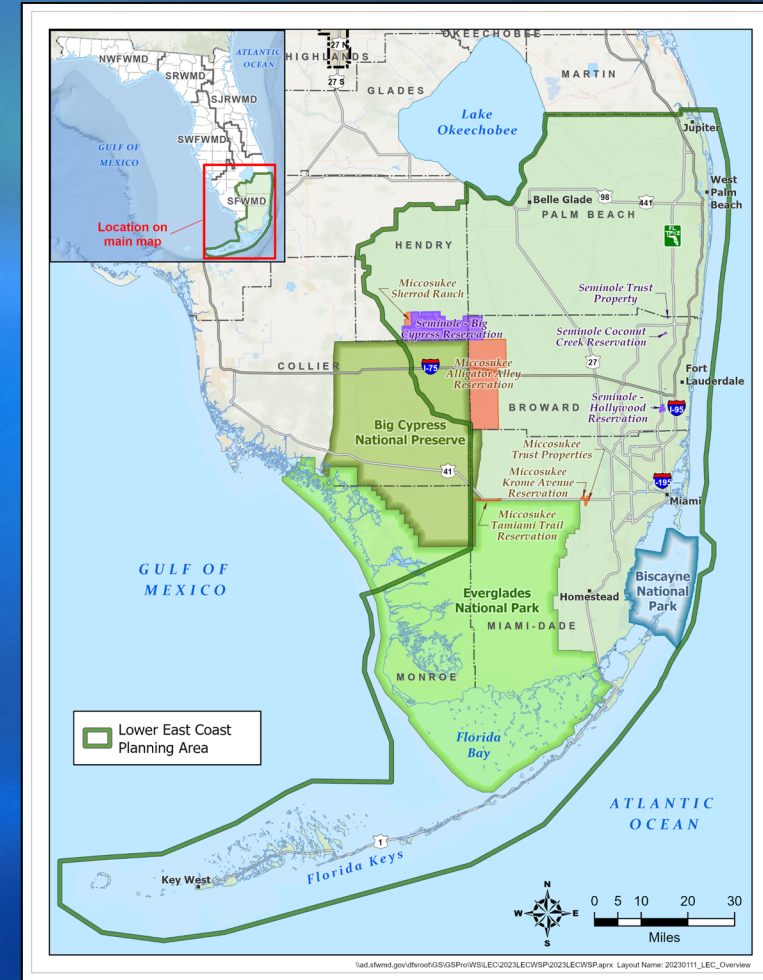 NWFWMD
SRWMD
SJRWMD
SWFWMD
SFWMD
ATLANTIC
OCEAN
GULF OF
MEXICO
Location on
main map
27 N
27 S
HIGHLANDS
OKEECHOBEE
GLADES
MARTIN
Lake
Okeechobee
Jupiter
West
Palm
Beach
Belle Glade
98
441
PALM BEACH
FL
TPKE
HENDRY
Miccosukee
Sherrod Ranch
Seminole Trust
Property
Seminole - Big
Cypress Reservation
Seminole Coconut
Creek Reservation
COLLIER
I-75
Miccosukee
Alligator Alley
Reservation
27
Fort
Lauderdale
BROWARD
Seminole -
Hollywood
Reservation
I-95
Big Cypress
National Preserve
Miccosukee
Trust Properties
41
Miccosukee
Krome Avenue
Reservation
I-195
Miami
Miccosukee
Tamiami Trail
Reservation
GULF OF
MEXICO
Everglades
National Park
Homestead
Biscayne
National
Park
MIAMI-DADE
MONROE
Lower East Coast
Planning Area
Florida
Bay
ATLANTIC
OCEAN
1
Florida Keys
Key West
N
W
E
S
0 5 10 20 30
Miles
\\ad.sfwmd.gov\dfsroot\GS\GSPro\WS\LEC\2023LECWSP\2023LECWSP.aprx Layout Name: 20230111_LEC_Overview